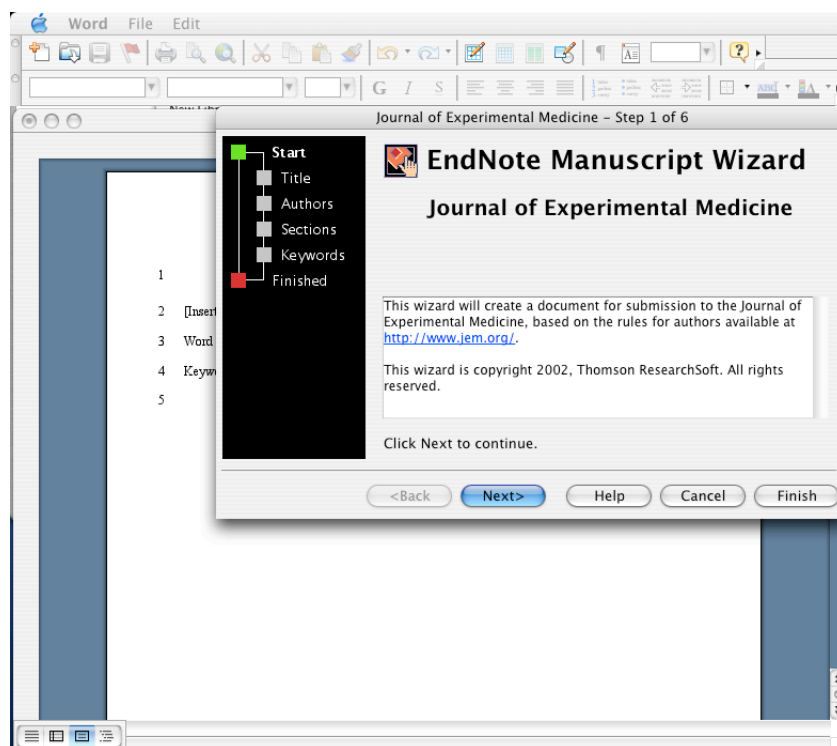 Word File Edit
G I S
New Libr
Journal of Experimental Medicine – Step 1 of 6
Start
Title
Authors
Sections
Keywords
Finished
EndNote Manuscript Wizard
Journal of Experimental Medicine
This wizard will create a document for submission to the Journal of
Experimental Medicine, based on the rules for authors available at
http://www.jem.org/.
This wizard is copyright 2002, Thomson ResearchSoft. All rights
reserved.
Click Next to continue.
<Back Next> Help Cancel Finish
1
2 [Insert
3 Word
4 Keywo
5